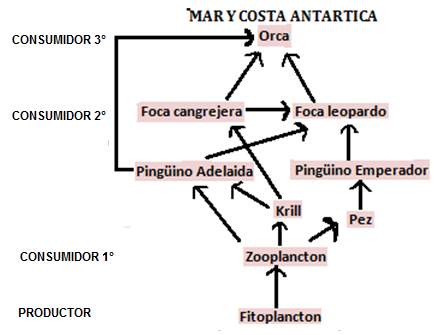 MAR Y COSTA ANTARTICA
CONSUMIDOR 3°
Orca
CONSUMIDOR 2°
Foca cangrejera
Foca leopardo
Pingüino Adelaida
Pingüino Emperador
Krill
Pez
CONSUMIDOR 1°
Zooplancton
PRODUCTOR
Fitoplancton